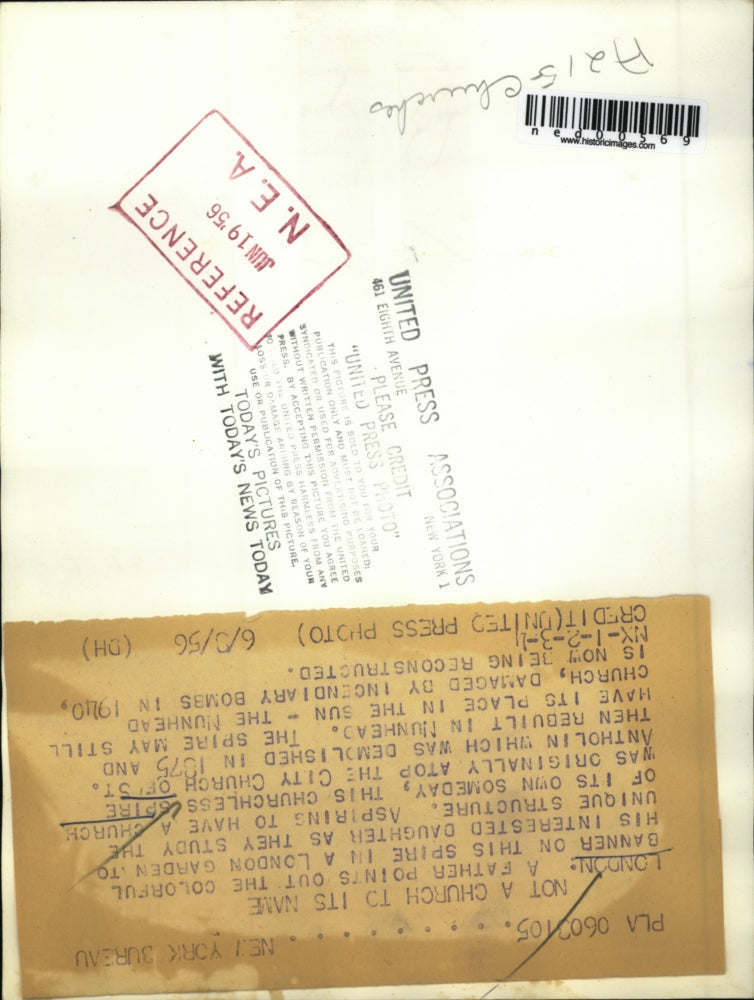 A215 Churches
ned00569
www.historicimages.com
REFERENCE
JUN 19 '56
N. E. A.
UNITED PRESS ASSOCIATIONS
461 EIGHTH AVENUE NEW YORK 1
PLEASE CREDIT
"UNITED PRESS PHOTO"
THIS PICTURE IS SOLD TO YOU FOR YOUR
PUBLICATION ONLY AND MUST NOT BE LOANED;
SYNDICATED OR USED FOR ADVERTISING PURPOSES
WITHOUT WRITTEN PERMISSION FROM THE UNITED
PRESS. BY ACCEPTING THIS PICTURE YOU AGREE
TO THE UNITED PRESS HARMLESS FROM ANY
LOSS OR DAMAGE ARISING BY REASON OF YOUR
USE OR PUBLICATION OF THIS PICTURE.
TODAY'S PICTURES
WITH TODAY'S NEWS TODAY
PLA 105. . . . . . . . . NEW YORK BUREAU
NOT A CHURCH TO ITS NAME
LONDON: A FATHER POINTS OUT THE COLORFUL
BANNER ON THIS SPIRE IN A LONDON GARDEN TO
HIS INTERESTED DAUGHTER AS THEY STUDY THE
UNIQUE STRUCTURE. ASPIRING TO HAVE A CHURCH
OF ITS OWN SOMEDAY, THIS CHURCHLESS SPIRE
WAS ORIGINALLY ATOP THE CITY CHURCH OF ST.
ANTHOLIN WHICH WAS DEMOLISHED IN 1875 AND
THEN REBUILT IN NUNHEAD. THE SPIRE MAY STILL
HAVE ITS PLACE IN THE SUN - THE NUNHEAD
CHURCH, DAMAGED BY INCENDIARY BOMBS IN 1940,
IS NOW BEING RECONSTRUCTED.
NX-1-2-3-4
CREDIT(UNITED PRESS PHOTO) 56 (DH)